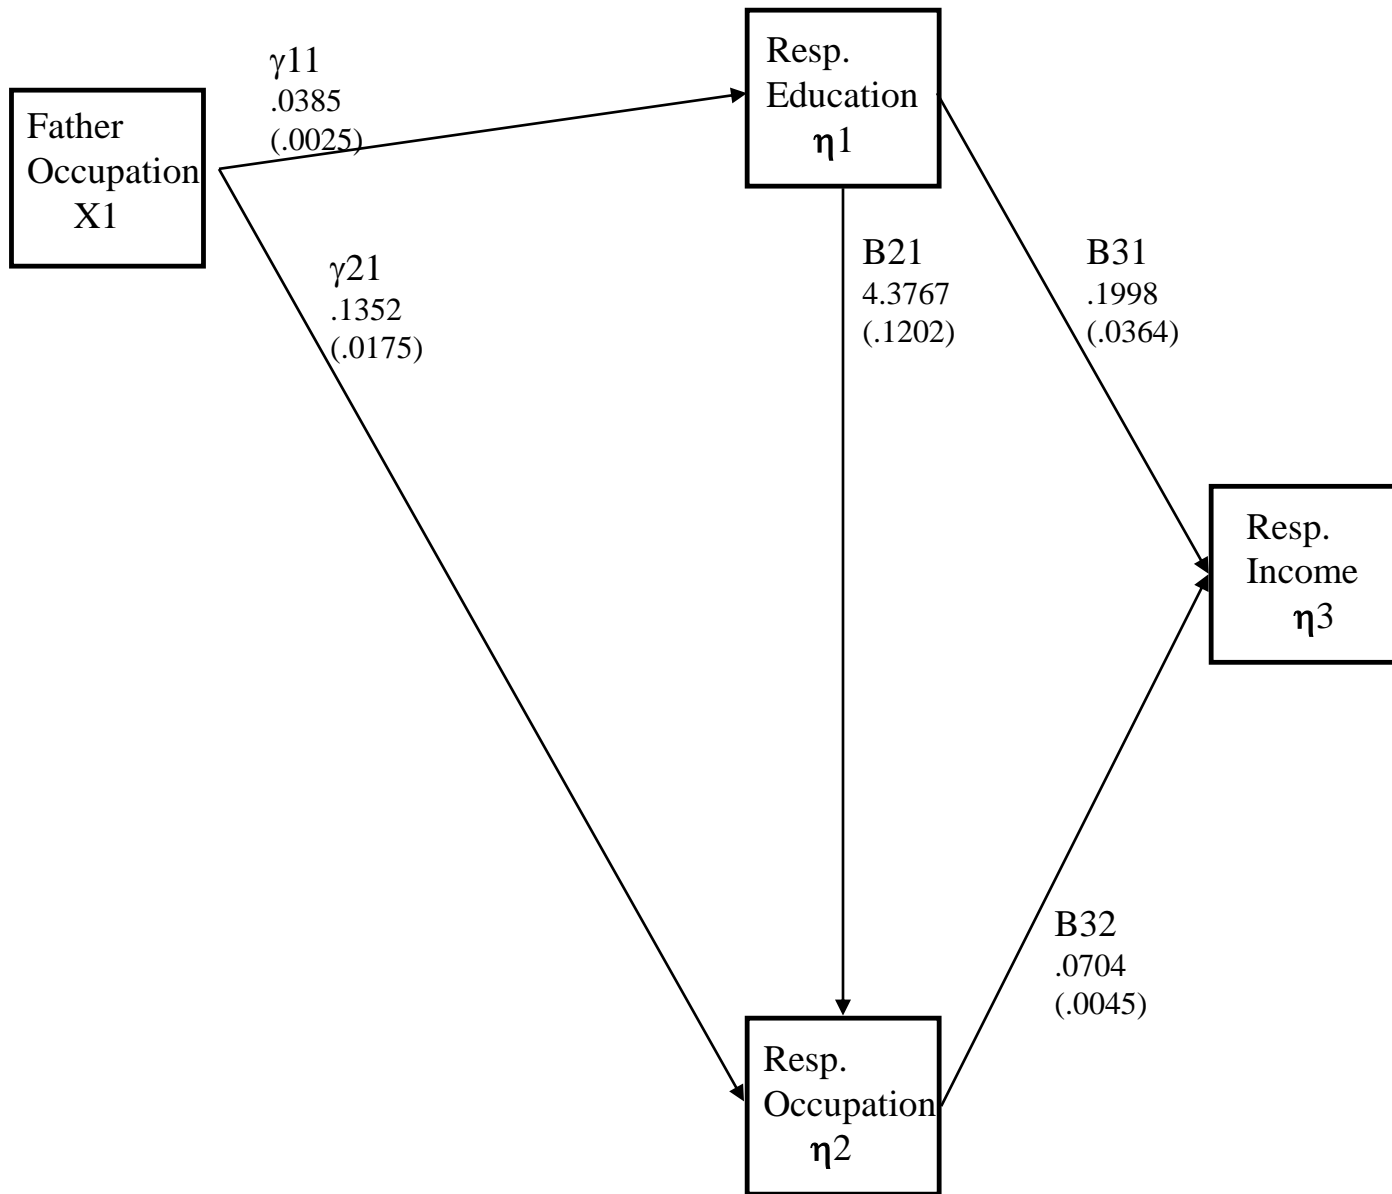 Father
Occupation
X1
γ11
.0385
(.0025)
γ21
.1352
(.0175)
Resp.
Education
η1
B21
4.3767
(.1202)
B31
.1998
(.0364)
Resp.
Income
η3
B32
.0704
(.0045)
Resp.
Occupation
η2